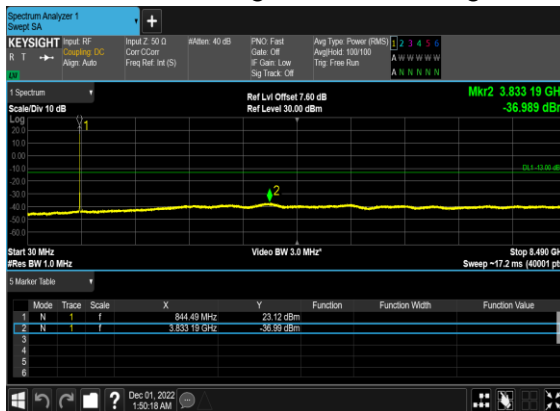 Spectrum Analyzer 1
Swept SA
KEYSIGHT Input: RF Input Z: 50 Ω #Atten: 40 dB PNO: Fast Avg Type: Power (RMS) 1 2 3 4 5 6
R T Coupling: DC Corr CCorr Gate: Off Avg|Hold: 100/100 A W W W W W
Align: Auto Freq Ref: Int (S) IF Gain: Low Trig: Free Run A N N N N N
Sig Track: Off
1 Spectrum
Scale/Div 10 dB Ref Lvl Offset 7.60 dB Mkr2 3.833 19 GH
Ref Level 30.00 dBm -36.989 dB
Log
20.0 1
10.0
0.00
-10.0 DL1 -13.00 dB
-20.0
-30.0 2
-40.0
-50.0
-60.0
Start 30 MHz Video BW 3.0 MHz* Stop 8.490 GH
#Res BW 1.0 MHz Sweep ~17.2 ms (40001 pt
5 Marker Table
Mode Trace Scale X Y Function Function Width Function Value
1 N 1 f 844.49 MHz 23.12 dBm
2 N 1 f 3.833 19 GHz -36.99 dBm
3
4
5
6
? Dec 01, 2022
1:50:18 AM